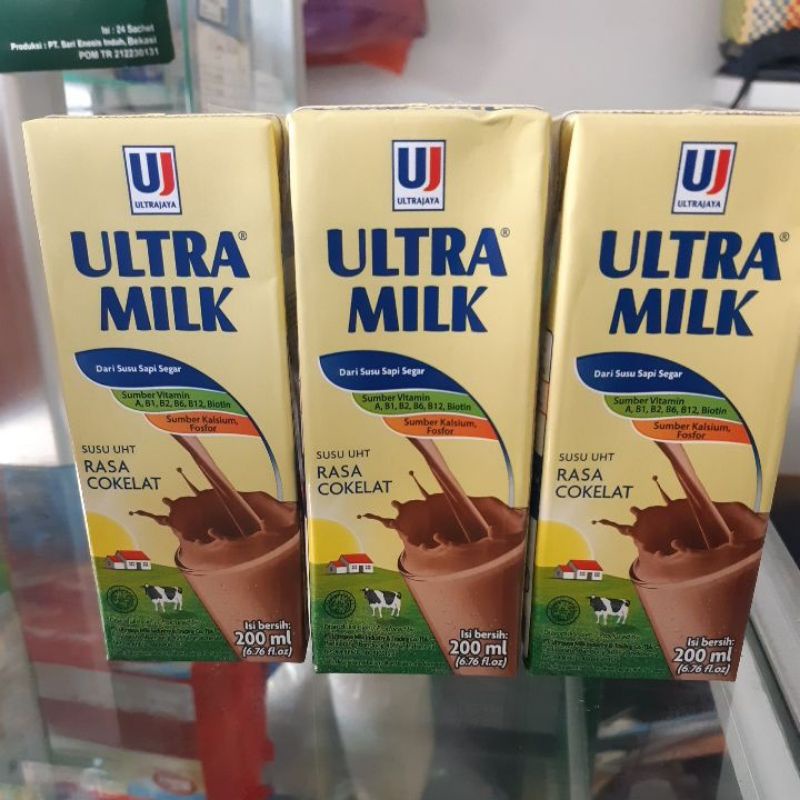 Isi : 24 Sachet
Produksi : PT. Sari Enesis Indah, Bekasi
POM TR 212230131
UJ
ULTRAJAYA
ULTRA®
MILK
Dari Susu Sapi Segar
Sumber Vitamin
A, B1, B2, B6, B12, Biotin
Sumber Kalsium,
Fosfor
SUSU UHT
RASA
COKELAT
Isi bersih:
200 ml
(6.76 fl.oz)
UJ
ULTRAJAYA
ULTRA®
MILK
Dari Susu Sapi Segar
Sumber Vitamin
A, B1, B2, B6, B12, Biotin
Sumber Kalsium,
Fosfor
SUSU UHT
RASA
COKELAT
Isi bersih:
200 ml
(6.76 fl.oz)
UJ
ULTRAJAYA
ULTRA®
MILK
Dari Susu Sapi Segar
Sumber Vitamin
A, B1, B2, B6, B12, Biotin
Sumber Kalsium,
Fosfor
SUSU UHT
RASA
COKELAT
Isi bersih:
200 ml
(6.76 fl.oz)